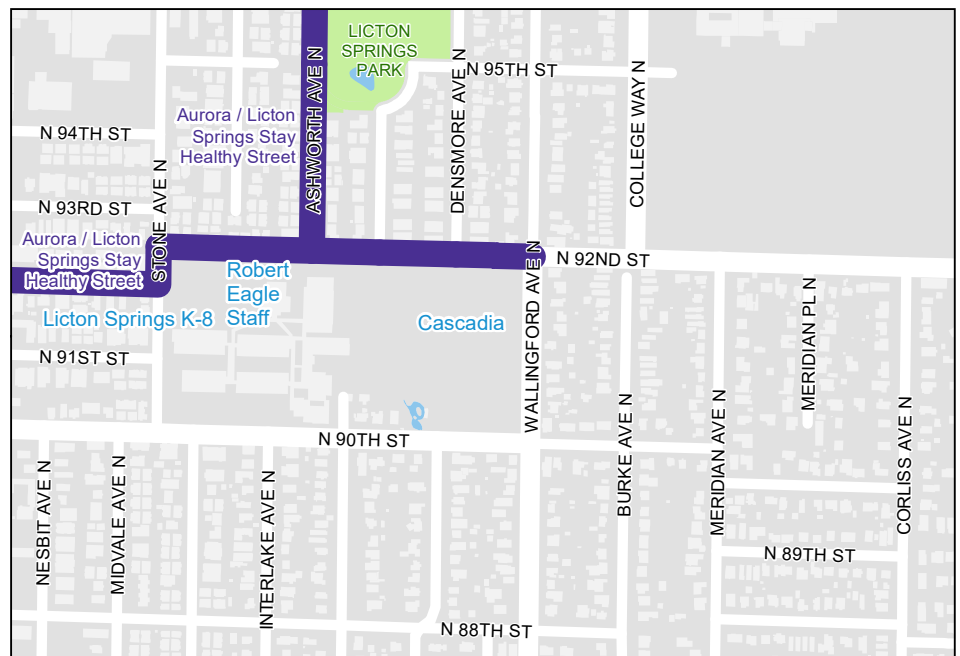 LICTON
SPRINGS
PARK
N 95TH ST
ASHWORTH AVE N
DENSMORE AVE N
COLLEGE WAY N
Aurora / Licton
Springs Stay
Healthy Street
N 94TH ST
N 93RD ST
STONE AVE N
Aurora / Licton
Springs Stay
Healthy Street
N 92ND ST
Robert
Eagle
Staff
Licton Springs K-8
Cascadia
WALLINGFORD AVE N
MERIDIAN PL N
N 91ST ST
N 90TH ST
NESBIT AVE N
MIDVALE AVE N
INTERLAKE AVE N
BURKE AVE N
MERIDIAN AVE N
CORLISS AVE N
N 89TH ST
N 88TH ST